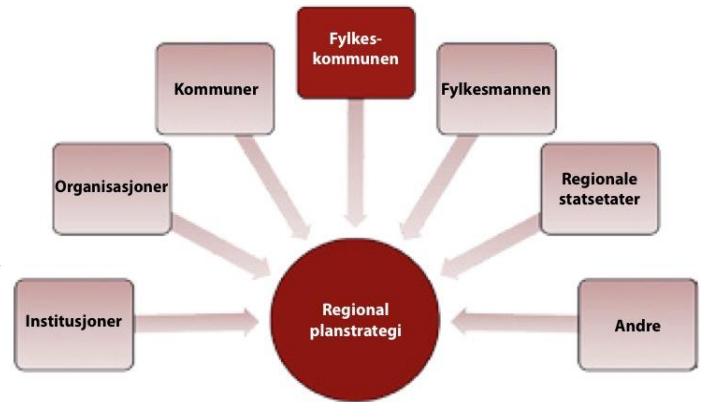 Fylkes-
kommunen
Kommuner
Fylkesmannen
Organisasjoner
Regionale
statsetater
Institusjoner
Regional
planstrategi
Andre